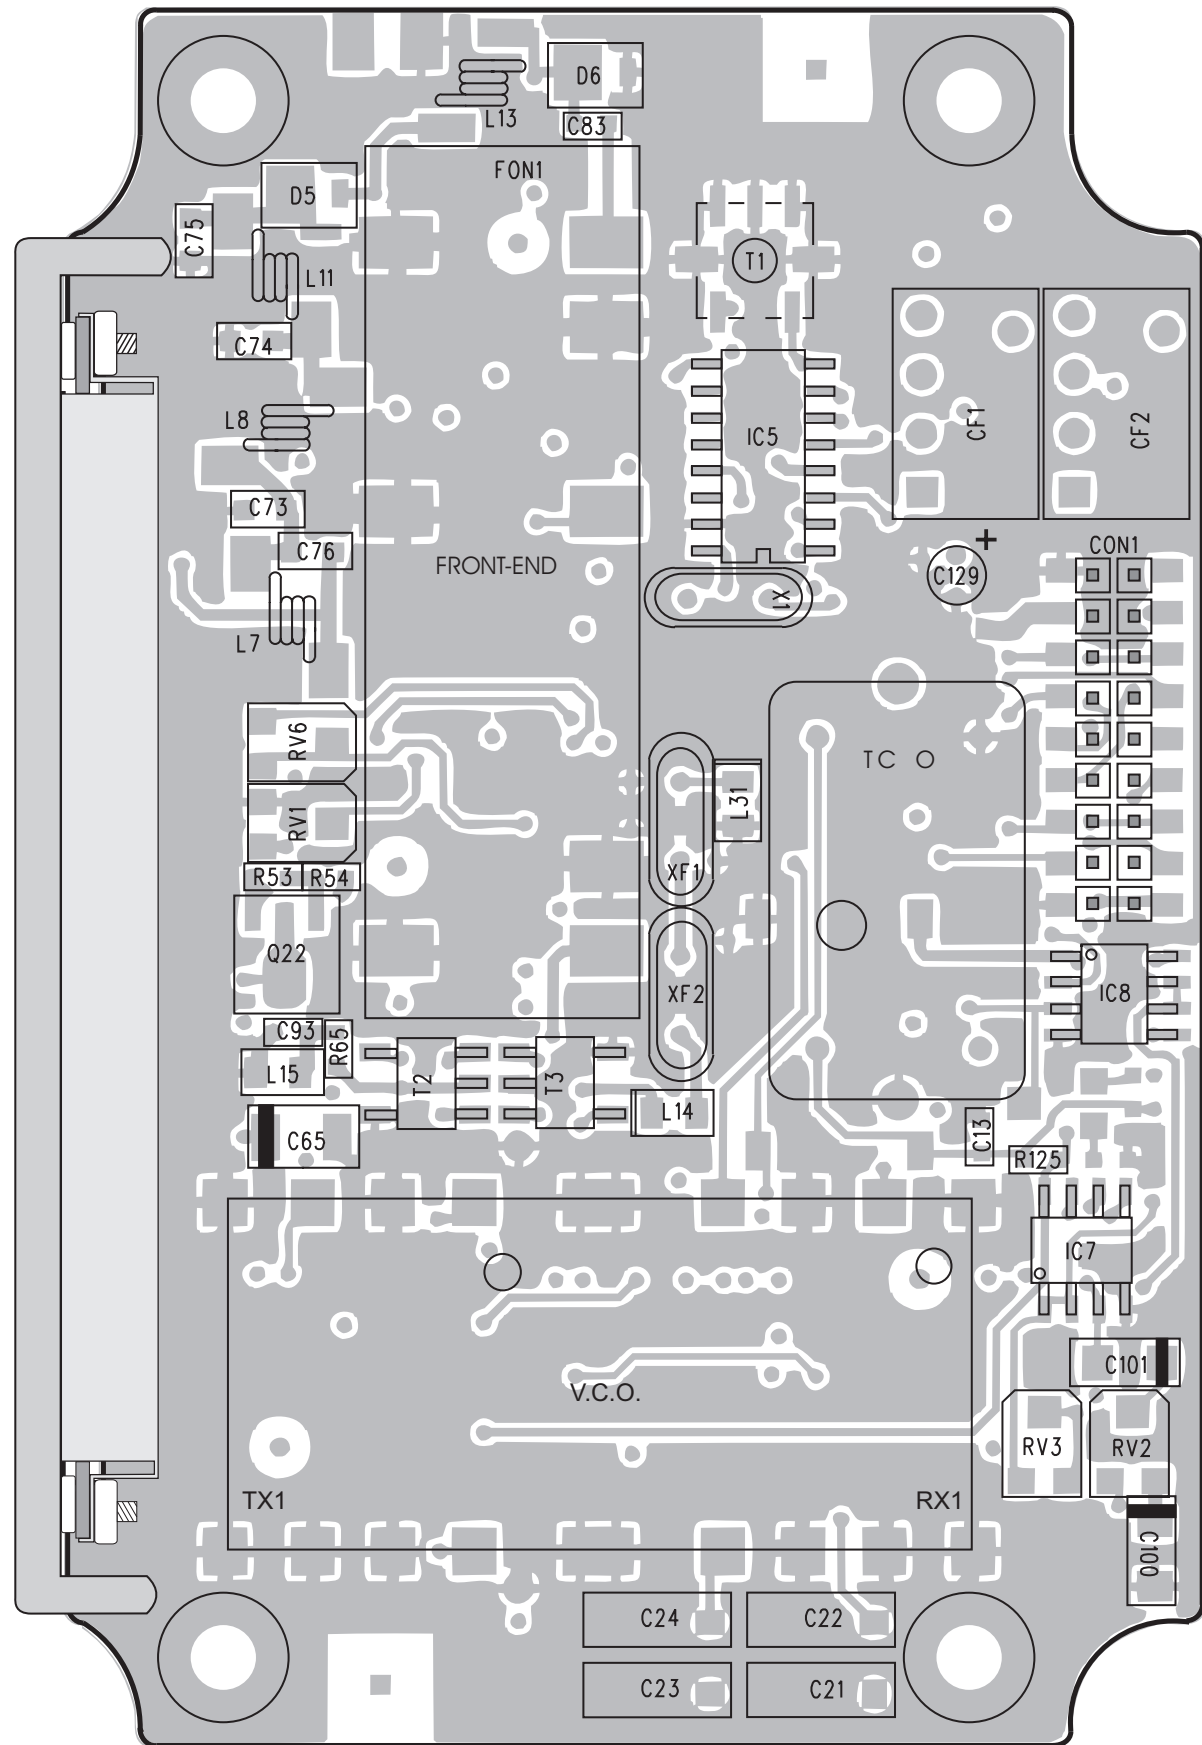 D6
L13
C83
FON1
D5
C75
T1
L11
C74
L8
IC5
CF1
CF2
C73
C76
FRONT-END
+
CON1
C129
X1
L7
RV6
TC O
L31
RV1
XF1
R53
R54
Q22
XF2
IC8
C93
R65
L15
T2
T3
L14
C65
C13
R125
IC7
C101
V.C.O.
RV3
RV2
TX1
RX1
C100
C24
C22
C23
C21